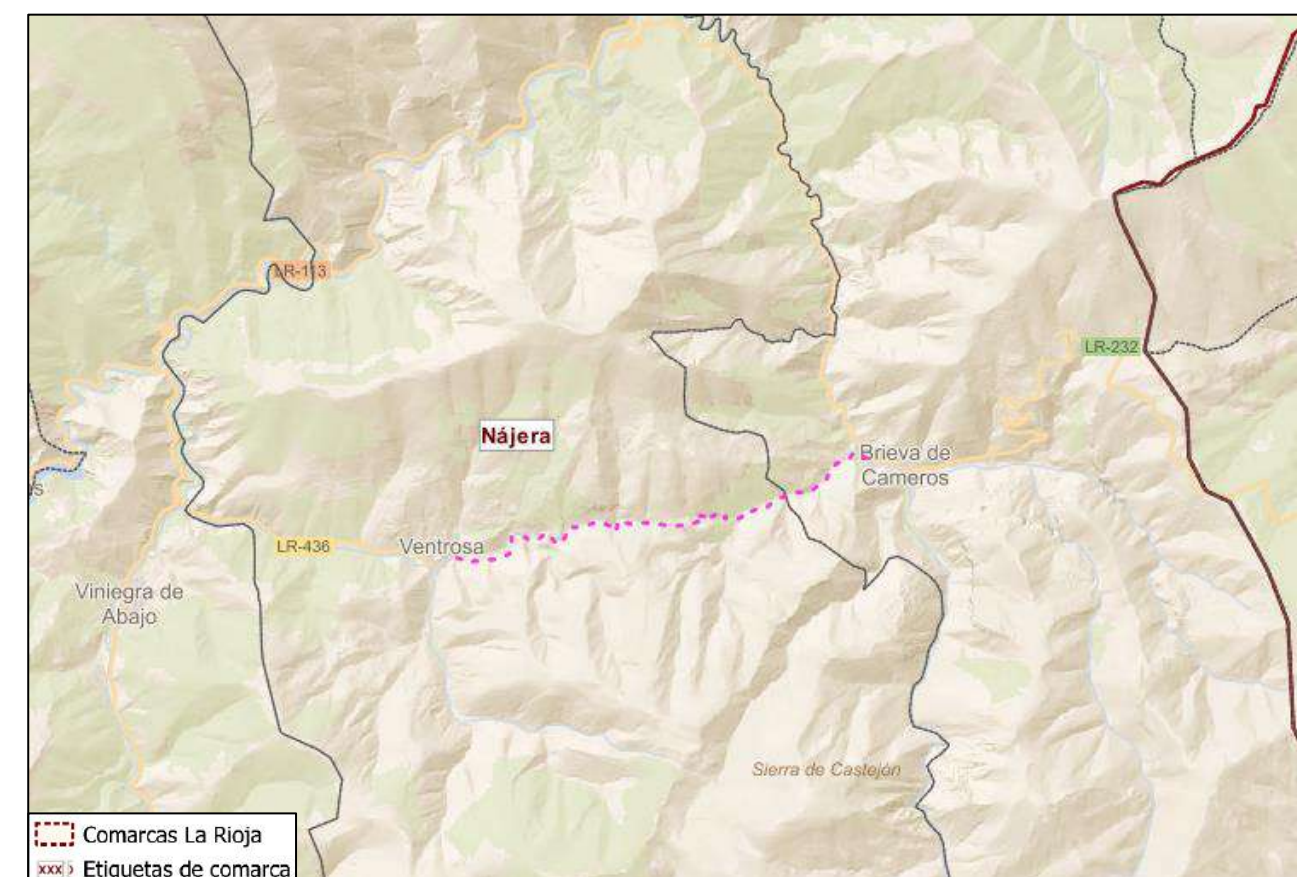 LR-113
LR-232
Nájera
Brieva de
Cameros
s
LR-436
Ventrosa
Viniegra de
Abajo
Sierra de Castejón
Comarcas La Rioja
xxx Etiquetas de comarca